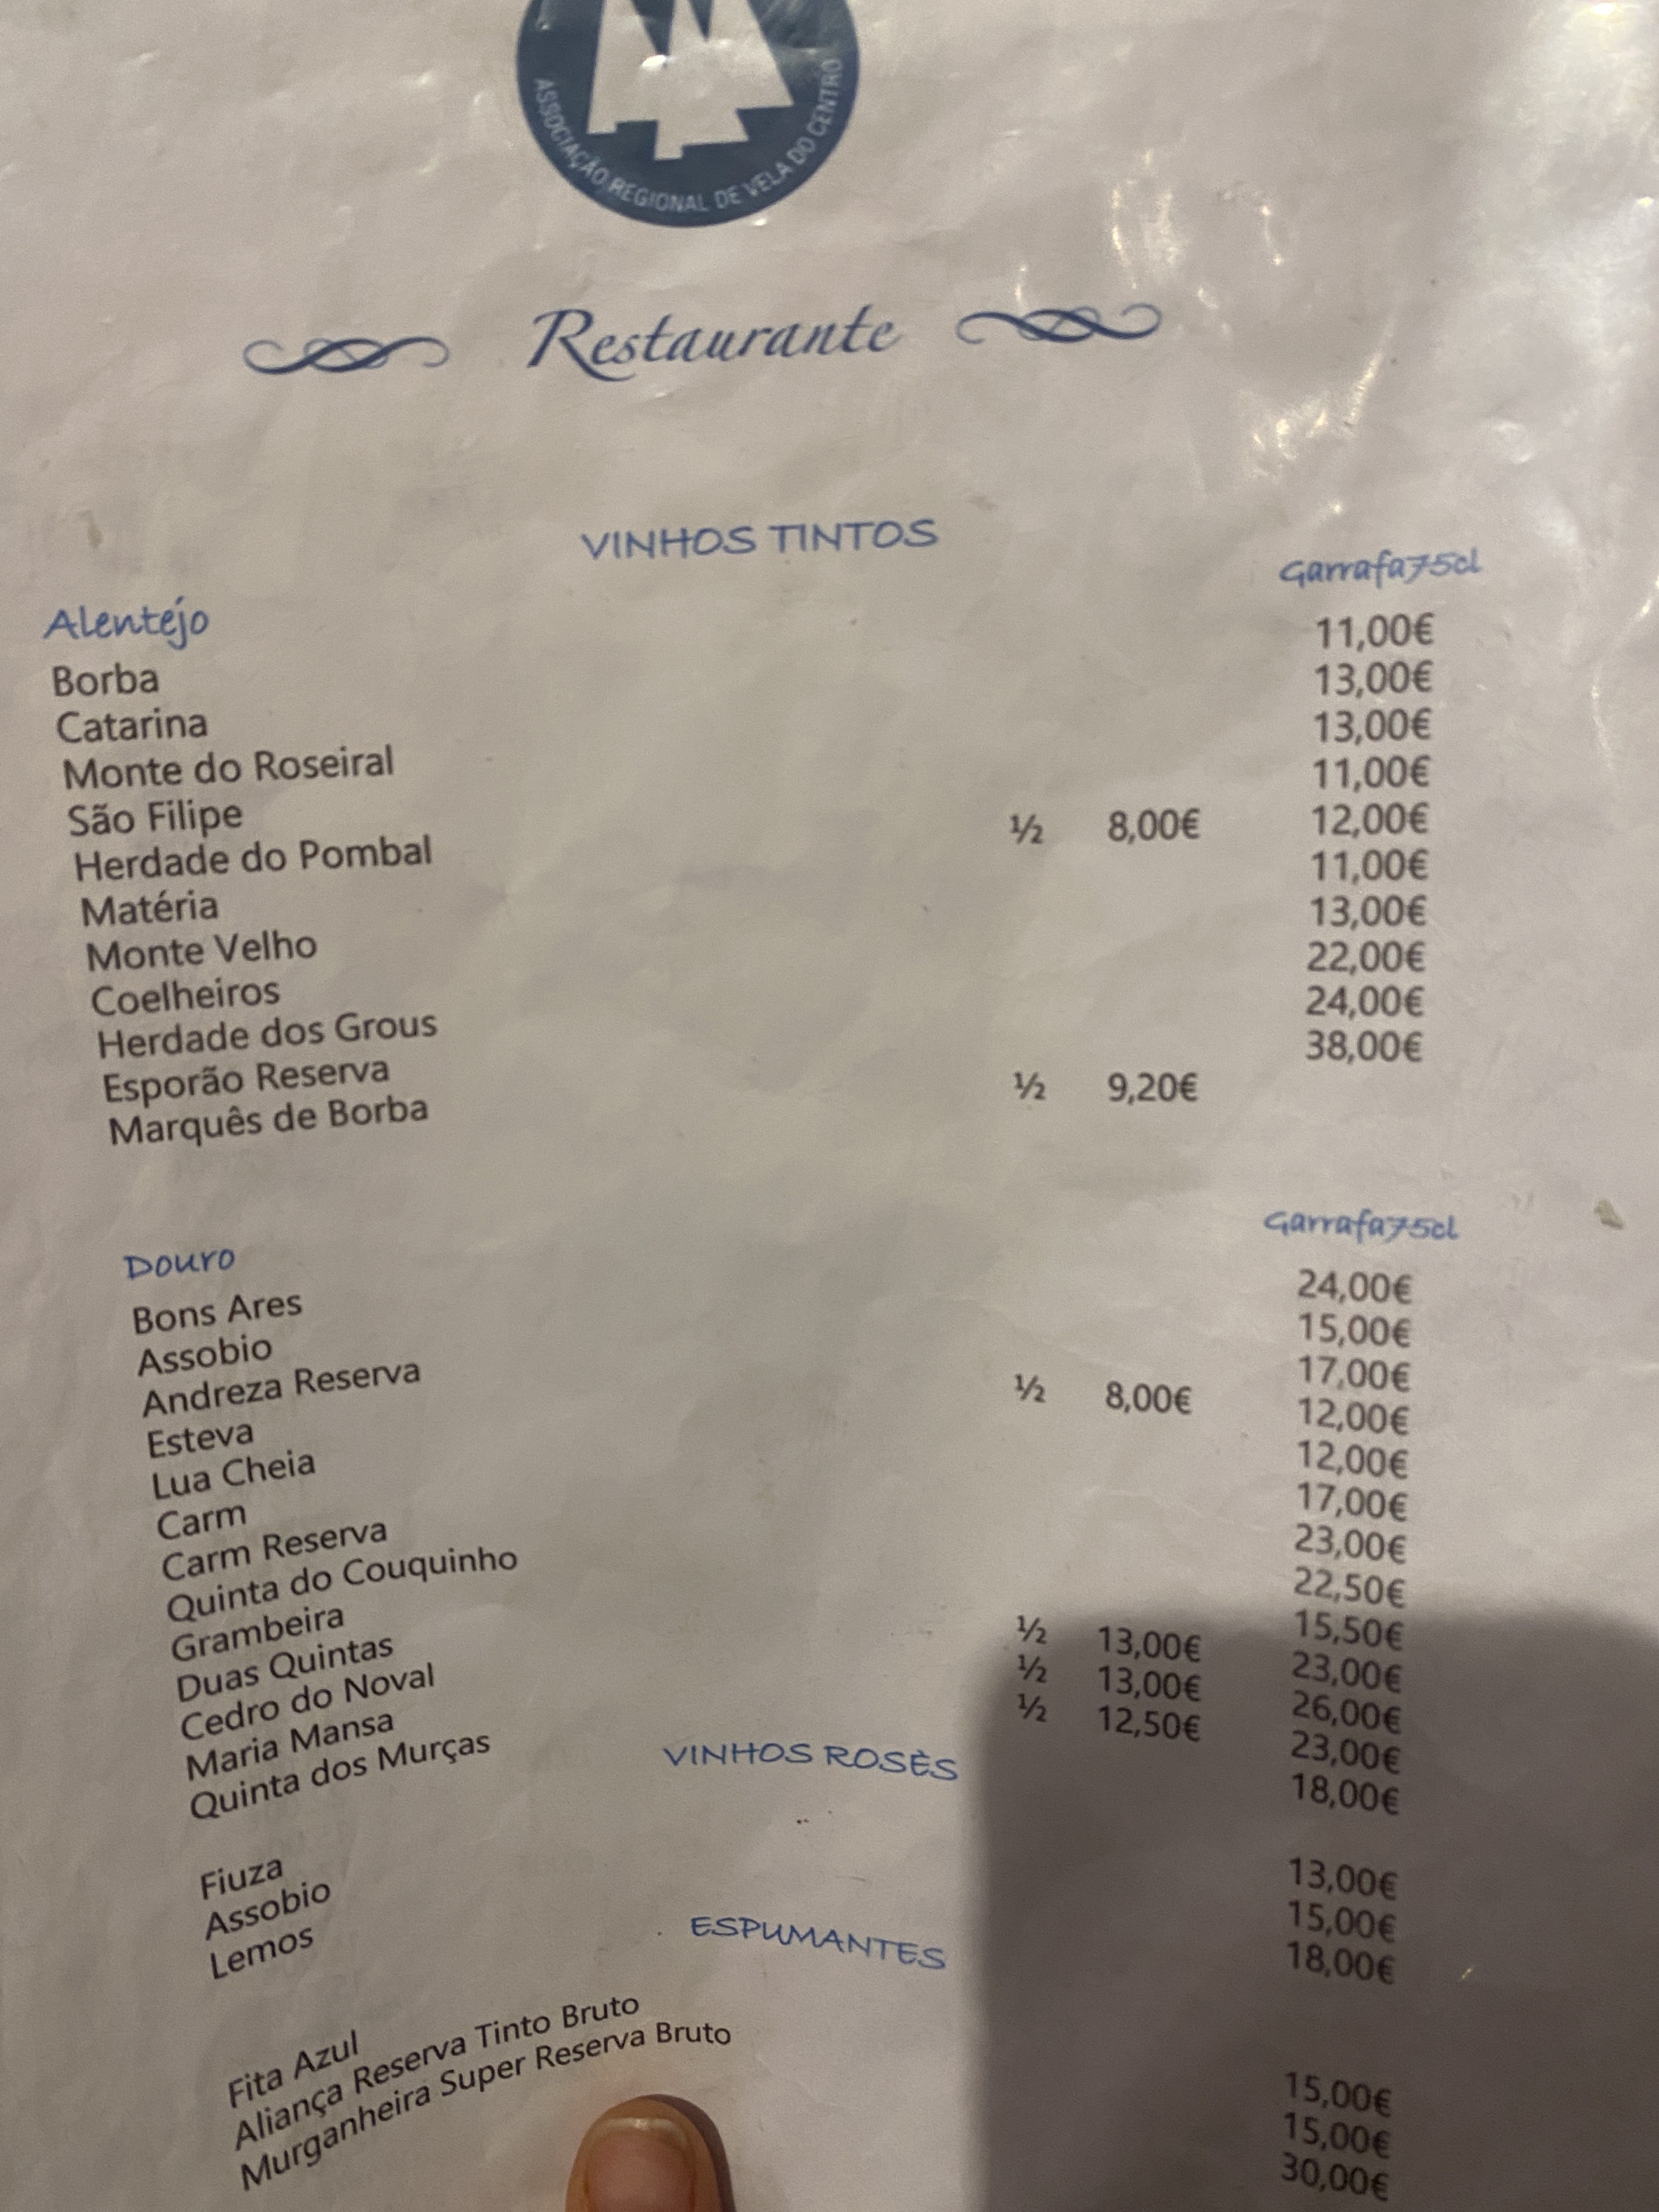 ASSOCIAÇÃO REGIONAL DE VELA DO CENTRO
Restaurante
VINHOS TINTOS
Alentejo Garrafa75cl
Borba 11,00€
Catarina 13,00€
Monte do Roseiral 13,00€
São Filipe 11,00€
Herdade do Pombal ½ 8,00€ 12,00€
Matéria 11,00€
Monte Velho 13,00€
Coelheiros 22,00€
Herdade dos Grous 24,00€
Esporão Reserva 38,00€
Marquês de Borba ½ 9,20€
Douro Garrafa75cl
Bons Ares 24,00€
Assobio 15,00€
Andreza Reserva 17,00€
Esteva ½ 8,00€ 12,00€
Lua Cheia 12,00€
Carm 17,00€
Carm Reserva 23,00€
Quinta do Couquinho 22,50€
Grambeira 15,50€
Duas Quintas ½ 13,00€ 23,00€
Cedro do Noval ½ 13,00€ 26,00€
Maria Mansa ½ 12,50€ 23,00€
Quinta dos Murças 18,00€
VINHOS ROSÈS
Fiuza 13,00€
Assobio 15,00€
Lemos 18,00€
ESPUMANTES
Fita Azul 15,00€
Aliança Reserva Tinto Bruto 15,00€
Murganheira Super Reserva Bruto 30,00€